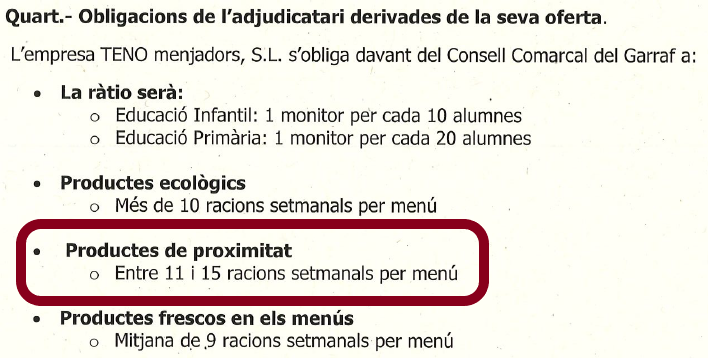 Quart.- Obligacions de l'adjudicatari derivades de la seva oferta.
L'empresa TENO menjadors, S.L. s'obliga davant del Consell Comarcal del Garraf a:
• La ràtio serà:
o Educació Infantil: 1 monitor per cada 10 alumnes
o Educació Primària: 1 monitor per cada 20 alumnes
• Productes ecològics
o Més de 10 racions setmanals per menú
• Productes de proximitat
o Entre 11 i 15 racions setmanals per menú
• Productes frescos en els menús
o Mitjana de 9 racions setmanals per menú